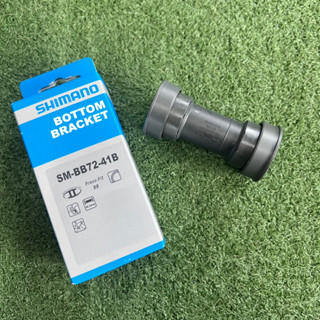 SHIMANO
BOTTOM
BRACKET
SM-BB72-41B
Press-Fit